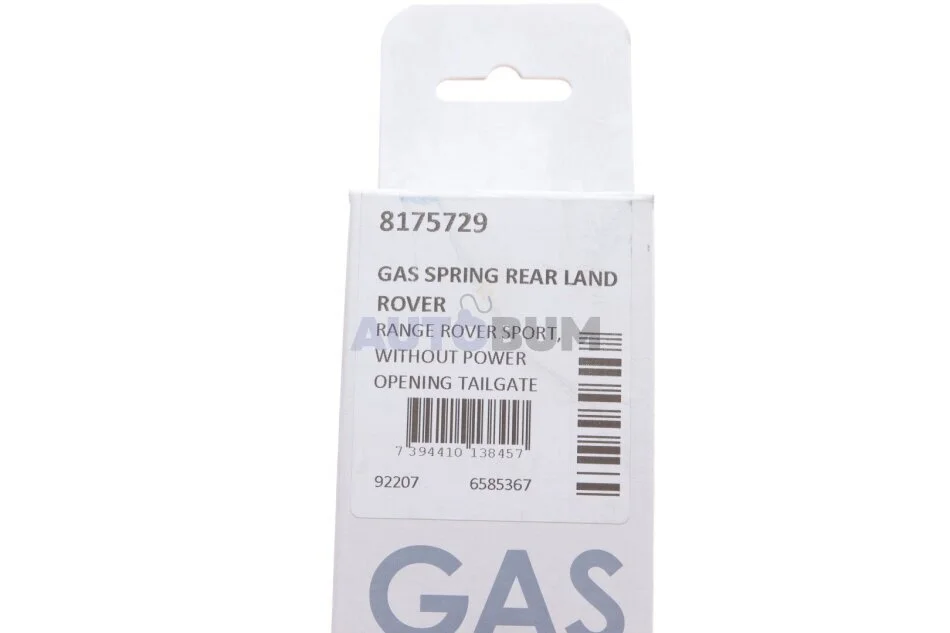 8175729
GAS SPRING REAR LAND
ROVER
AUTOBUM
RANGE ROVER SPORT,
WITHOUT POWER
OPENING TAILGATE
7 394410 138457
92207 6585367
GAS